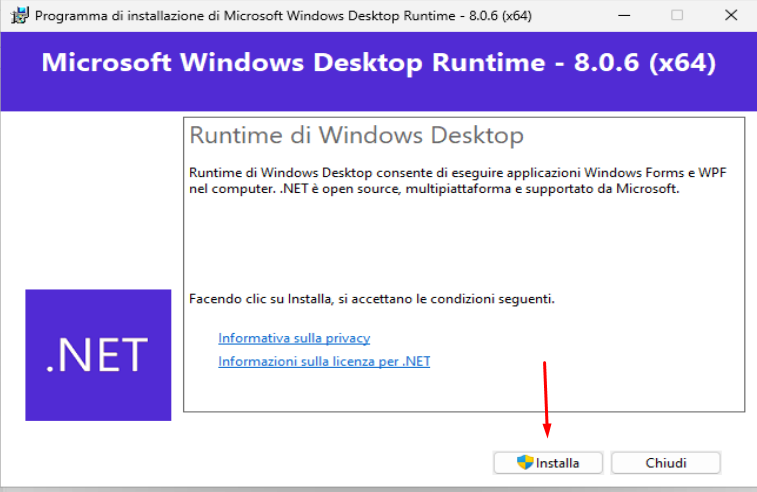 Programma di installazione di Microsoft Windows Desktop Runtime - 8.0.6 (x64)
Microsoft Windows Desktop Runtime - 8.0.6 (x64)
Runtime di Windows Desktop
Runtime di Windows Desktop consente di eseguire applicazioni Windows Forms e WPF
nel computer. .NET è open source, multipiattaforma e supportato da Microsoft.
Facendo clic su Installa, si accettano le condizioni seguenti.
.NET
Informativa sulla privacy
Informazioni sulla licenza per .NET
Installa
Chiudi